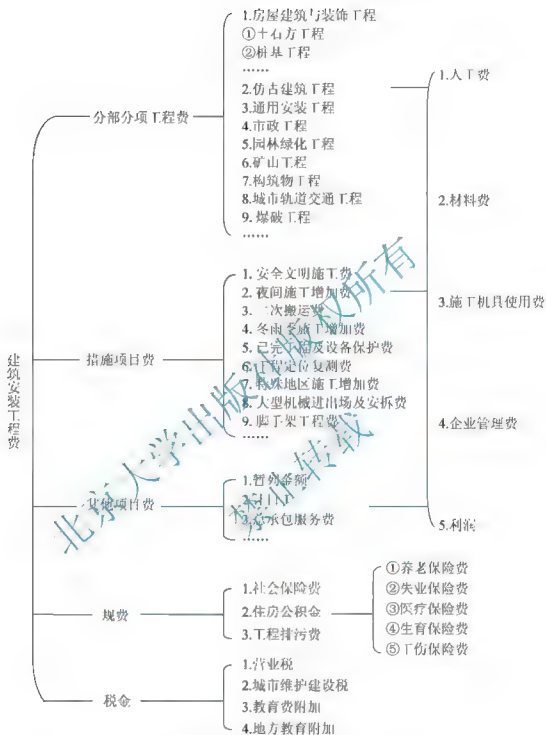 建筑安装工程费
分部分项工程费
1.房屋建筑与装饰工程
①土石方工程
②桩基工程
……
2.仿古建筑工程
3.通用安装工程
4.市政工程
5.园林绿化工程
6.矿山工程
7.构筑物工程
8.城市轨道交通工程
9.爆破工程
……
措施项目费
1.安全文明施工费
2.夜间施工增加费
3.二次搬运费
4.冬雨季施工增加费
5.已完工程及设备保护费
6.工程定位复测费
7.特殊地区施工增加费
8.大型机械进出场及安拆费
9.脚手架工程费
……
其他项目费
1.暂列金额
3.总承包服务费
……
1.人工费
2.材料费
3.施工机具使用费
4.企业管理费
5.利润
规费
1.社会保险费
2.住房公积金
3.工程排污费
①养老保险费
②失业保险费
③医疗保险费
④生育保险费
⑤工伤保险费
税金
1.营业税
2.城市维护建设税
3.教育费附加
4.地方教育附加
北京大学出版社版权所有
禁止转载